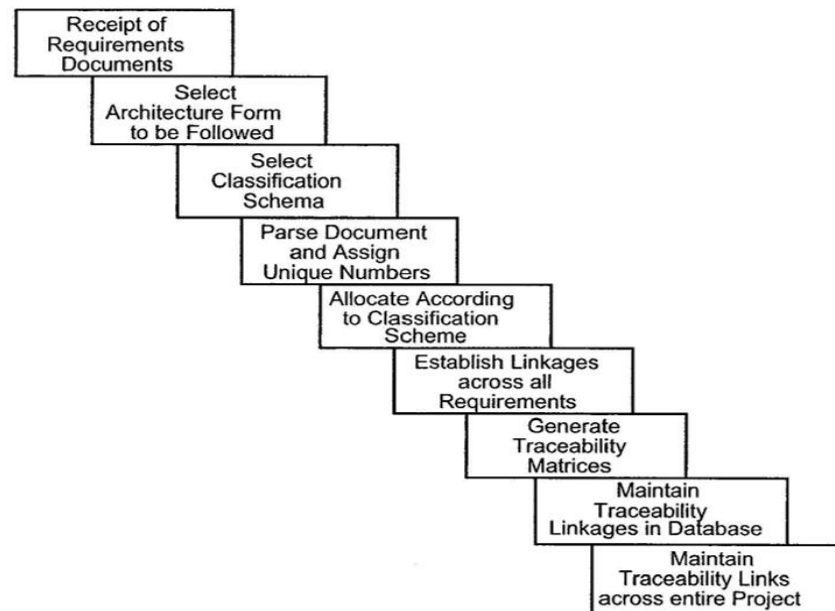 Receipt of
Requirements
Documents
Select
Architecture Form
to be Followed
Select
Classification
Schema
Parse Document
and Assign
Unique Numbers
Allocate According
to Classification
Scheme
Establish Linkages
across all
Requirements
Generate
Traceability
Matrices
Maintain
Traceability
Linkages in Database
Maintain
Traceability Links
across entire Project